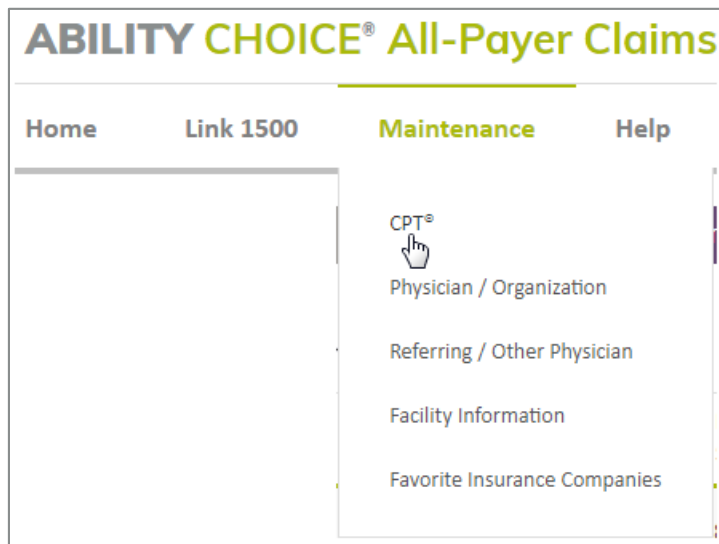 ABILITY CHOICE® All-Payer Claims
Home Link 1500 Maintenance Help
CPT®
Physician / Organization
Referring / Other Physician
Facility Information
Favorite Insurance Companies